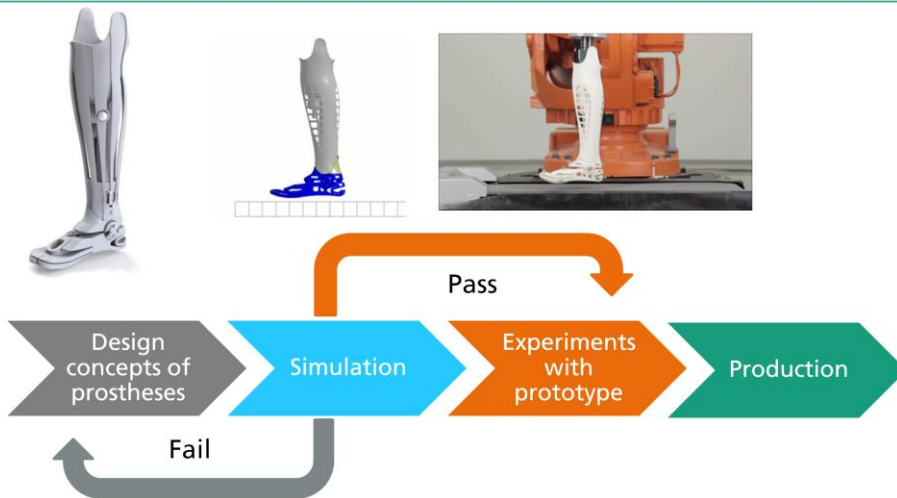 Pass
Design
concepts of
prostheses
Simulation
Experiments
with
prototype
Production
Fail